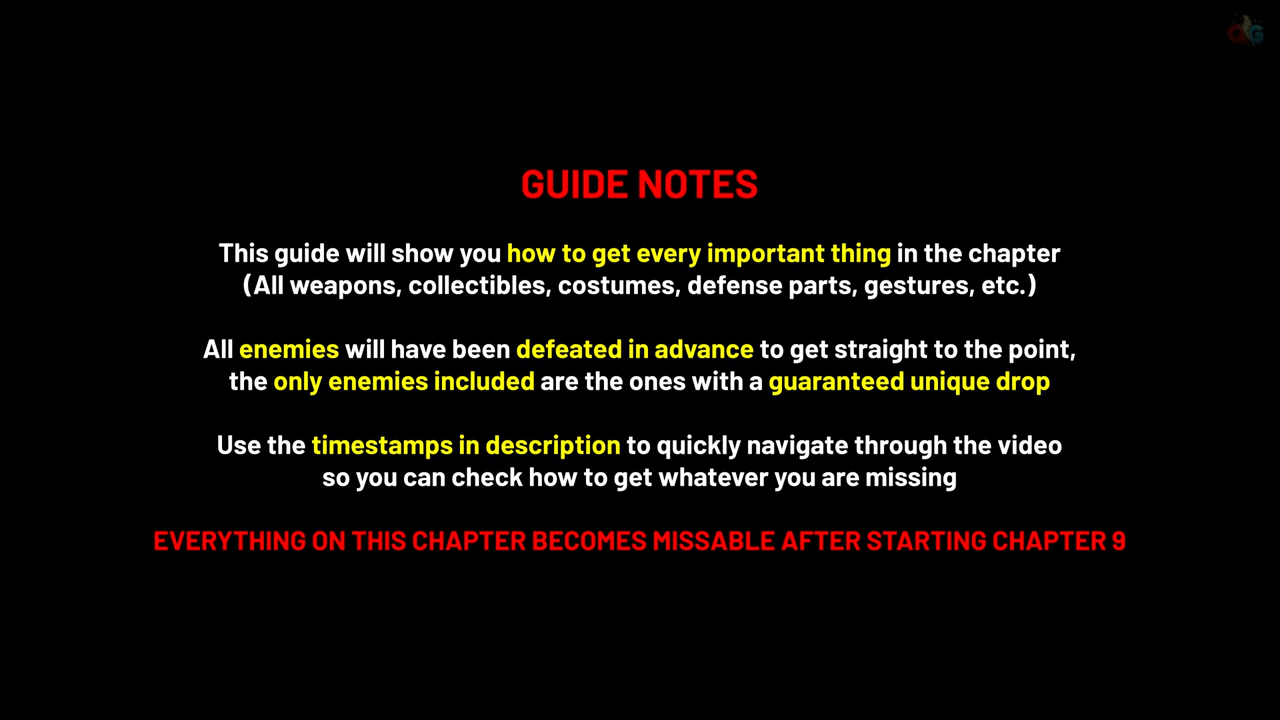 QG
GUIDE NOTES
This guide will show you how to get every important thing in the chapter
(All weapons, collectibles, costumes, defense parts, gestures, etc.)
All enemies will have been defeated in advance to get straight to the point,
the only enemies included are the ones with a guaranteed unique drop
Use the timestamps in description to quickly navigate through the video
so you can check how to get whatever you are missing
EVERYTHING ON THIS CHAPTER BECOMES MISSABLE AFTER STARTING CHAPTER 9